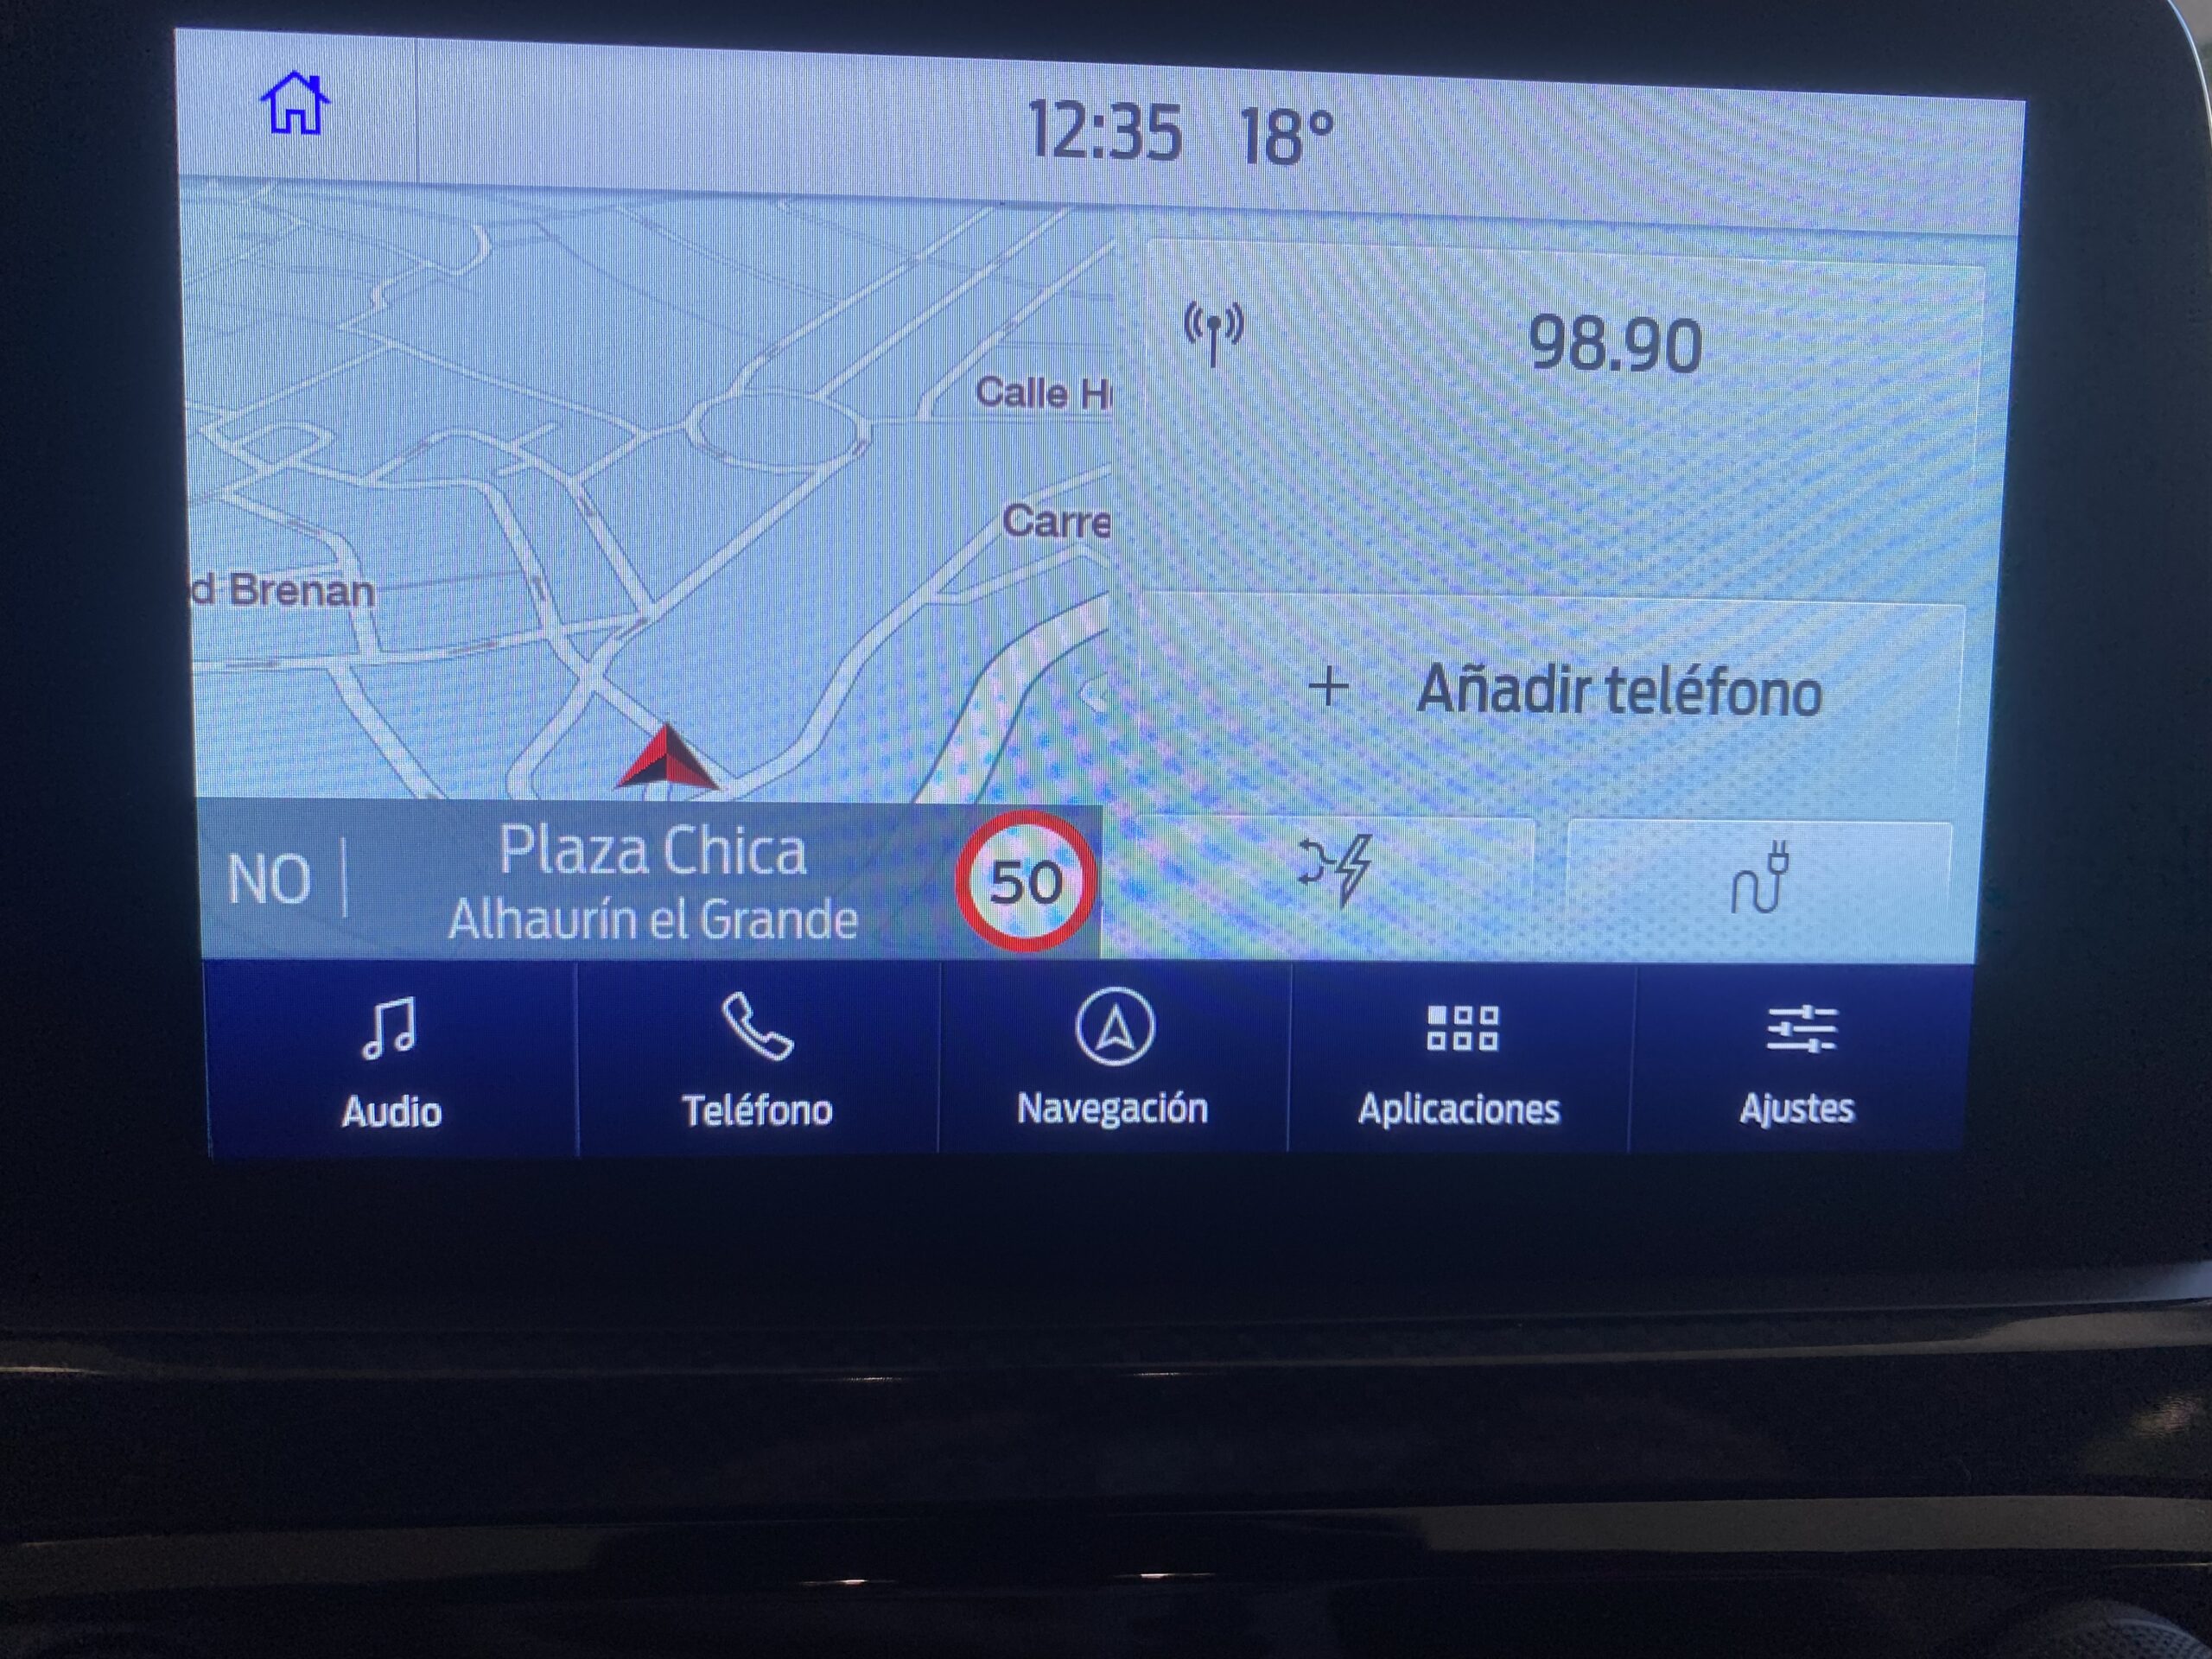 12:35 18°
98.90
Calle H
Carre
d Brenan
+ Añadir teléfono
NO
Plaza Chica
Alhaurín el Grande
50
Audio
Teléfono
Navegación
Aplicaciones
Ajustes